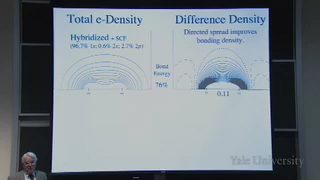 Total e-Density
Difference Density
Hybridized + SCF
(96.7% 1s; 0.6% 2s; 2.7% 2p)
Directed spread improves
bonding density.
Bond
Energy
76%
0.11
Yale University